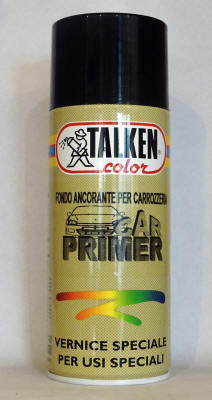 TALKEN
color
FONDO ANCORANTE PER CARROZZERIA
CAR
PRIMER
VERNICE SPECIALE
PER USI SPECIALI